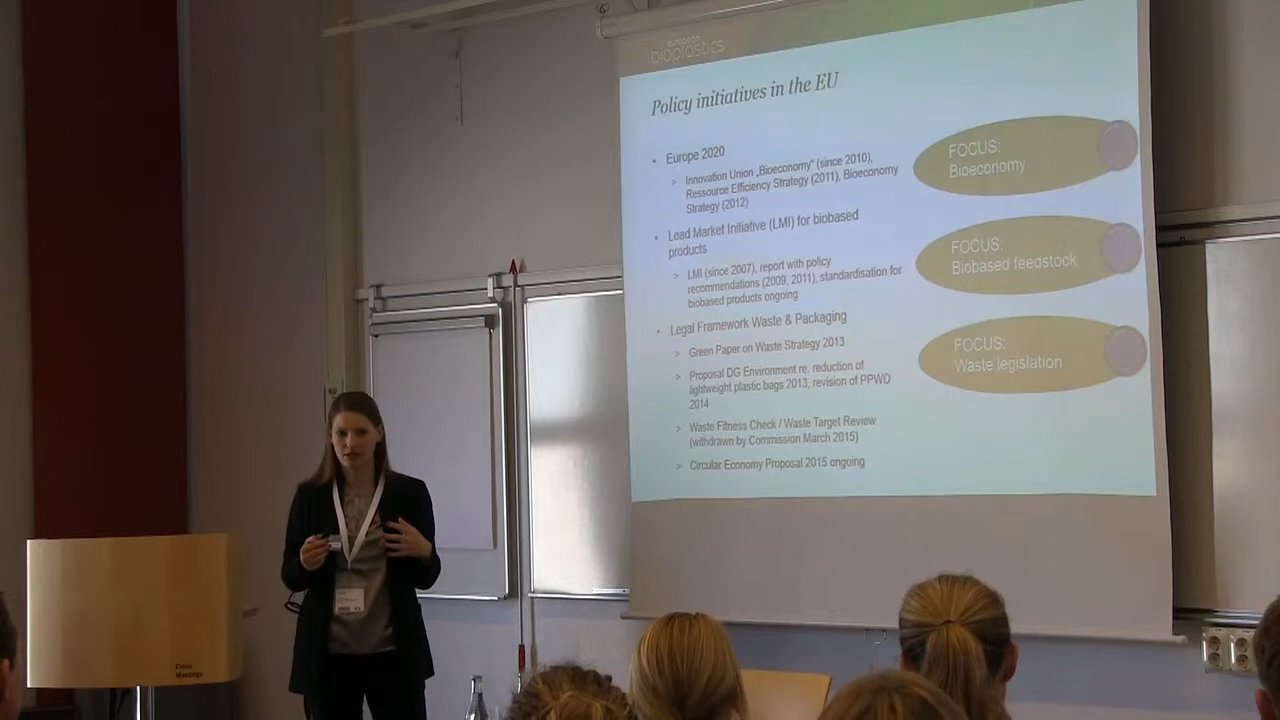 european
bioplastics
Policy initiatives in the EU
Europe 2020
> Innovation Union „Bioeconomy“ (since 2010),
Ressource Efficiency Strategy (2011), Bioeconomy
Strategy (2012)
Lead Market Initiative (LMI) for biobased
products
> LMI (since 2007), report with policy
recommendations (2009, 2011), standardisation for
biobased products ongoing
Legal Framework Waste & Packaging
> Green Paper on Waste Strategy 2013
> Proposal DG Environment re. reduction of
lightweight plastic bags 2013, revision of PPWD
2014
> Waste Fitness Check / Waste Target Review
(withdrawn by Commission March 2015)
> Circular Economy Proposal 2015 ongoing
FOCUS:
Bioeconomy
FOCUS:
Biobased feedstock
FOCUS:
Waste legislation
Meetings